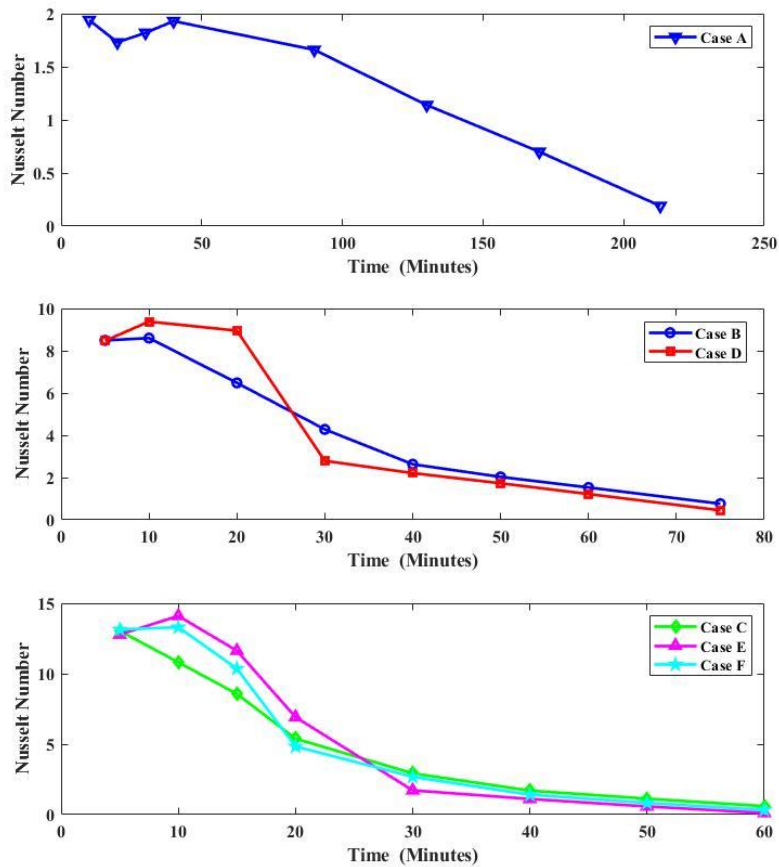 2
1.5
1
0.5
0
Nusselt Number
Case A
0 50 100 150 200 250
Time (Minutes)
10
8
6
4
2
0
Nusselt Number
Case B
Case D
0 10 20 30 40 50 60 70 80
Time (Minutes)
15
10
5
0
Nusselt Number
Case C
Case E
Case F
0 10 20 30 40 50 60
Time (Minutes)